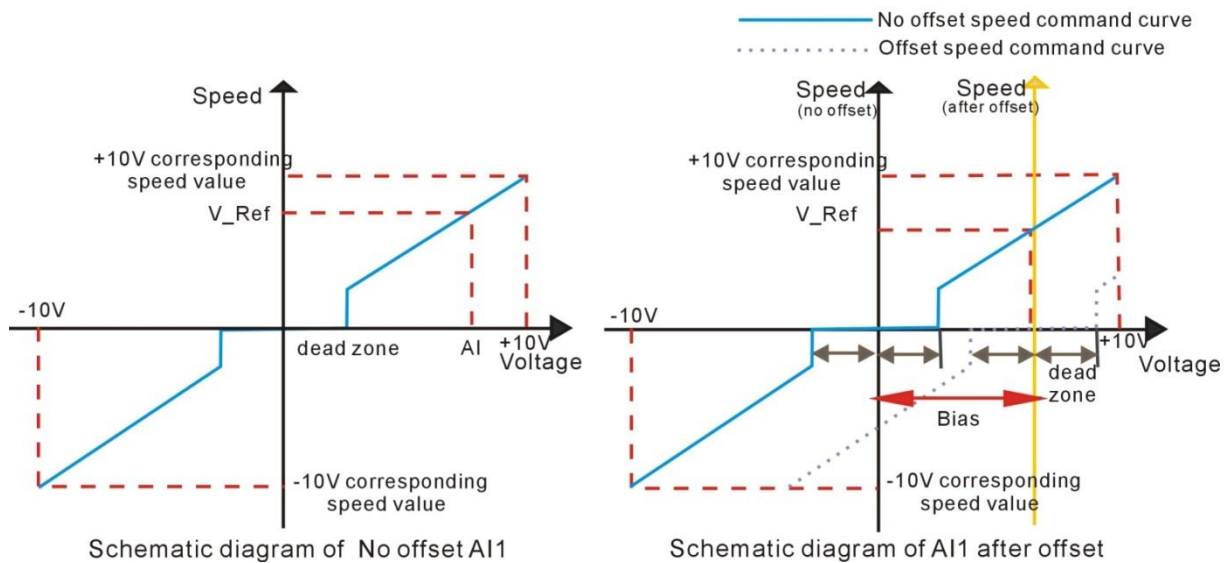 No offset speed command curve
Offset speed command curve
Speed
+10V corresponding
speed value
V_Ref
-10V
dead zone
AI
+10V
Voltage
-10V corresponding
speed value
Schematic diagram of No offset AI1
Speed
(no offset)
Speed
(after offset)
+10V corresponding
speed value
V_Ref
-10V
+10V
Voltage
dead
zone
Bias
-10V corresponding
speed value
Schematic diagram of AI1 after offset